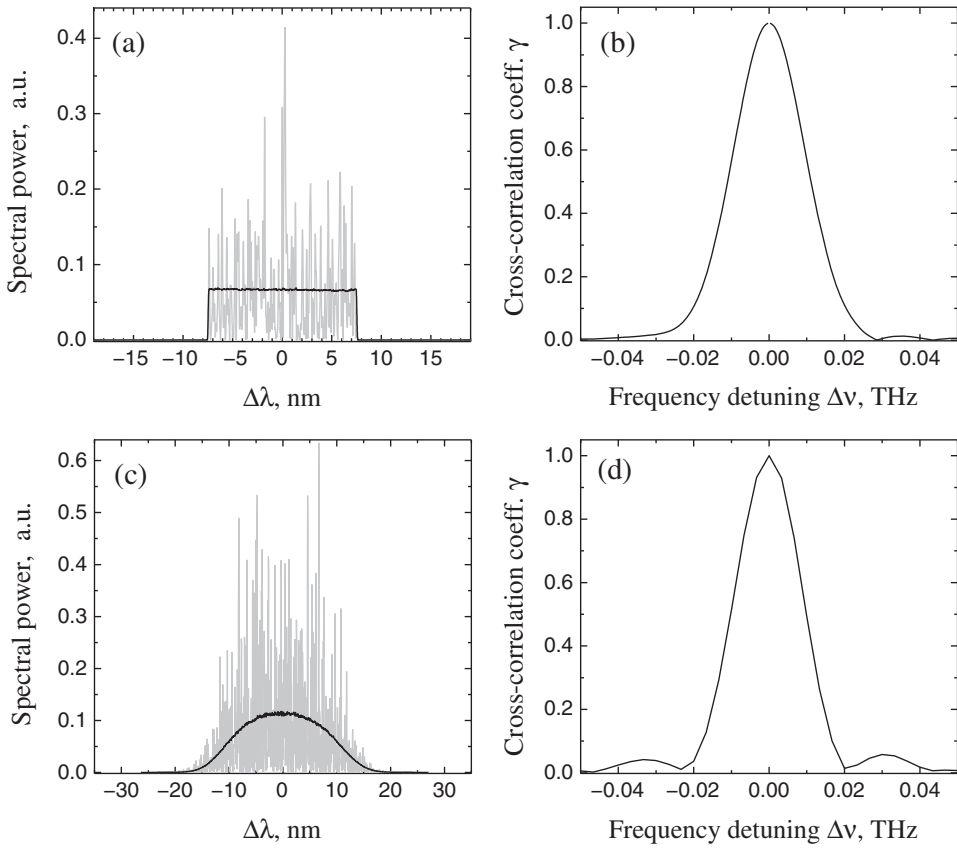 (a)
Spectral power, a.u.
0.4
0.3
0.2
0.1
0.0
−15 −10 −5 0 5 10 15
Δλ, nm
(b)
Cross-correlation coeff. γ
1.0
0.8
0.6
0.4
0.2
0.0
−0.04 −0.02 0.00 0.02 0.04
Frequency detuning Δν, THz
(c)
Spectral power, a.u.
0.6
0.5
0.4
0.3
0.2
0.1
0.0
−30 −20 −10 0 10 20 30
Δλ, nm
(d)
Cross-correlation coeff. γ
1.0
0.8
0.6
0.4
0.2
0.0
−0.04 −0.02 0.00 0.02 0.04
Frequency detuning Δν, THz